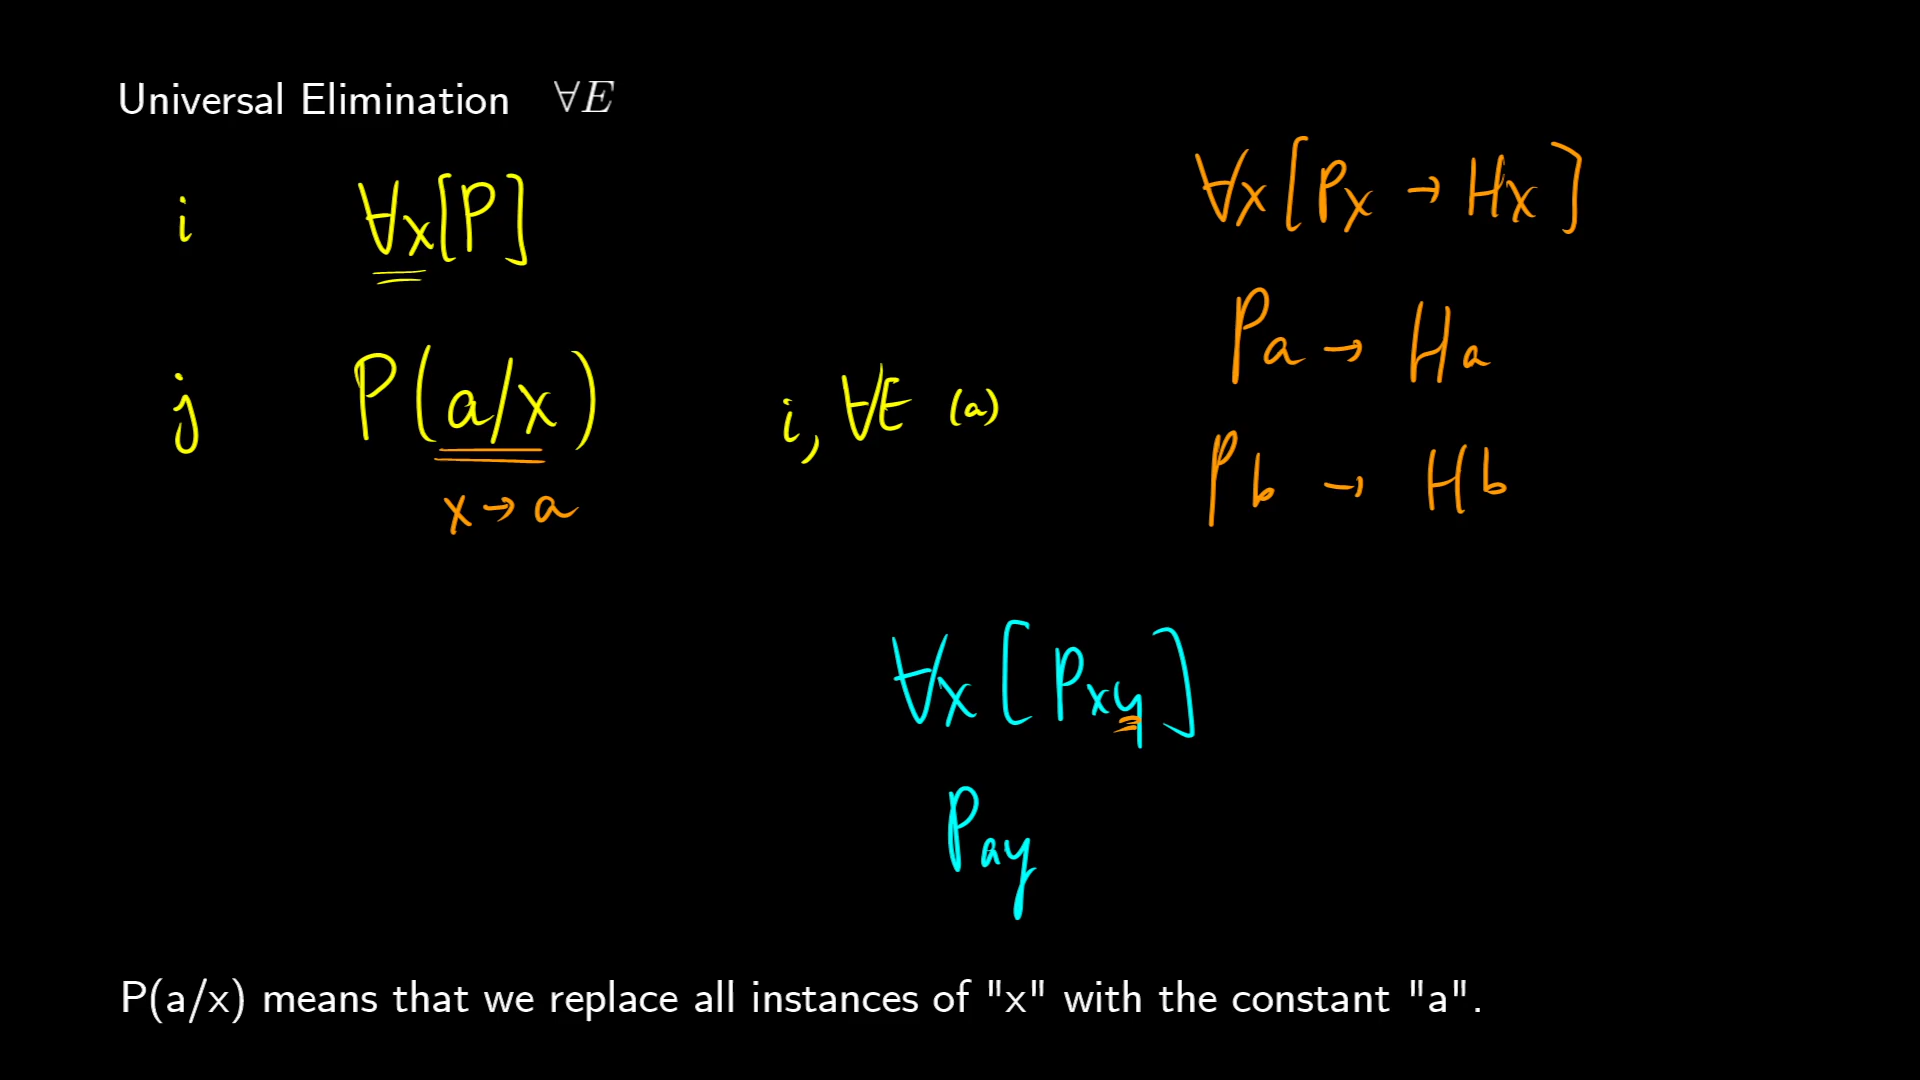 Universal Elimination ∀E
i ∀x[P]
j P(a/x) i, ∀E (a)
x → a
∀x[Px → Hx]
Pa → Ha
Pb → Hb
∀x[Pxy]
Pay
P(a/x) means that we replace all instances of "x" with the constant "a".